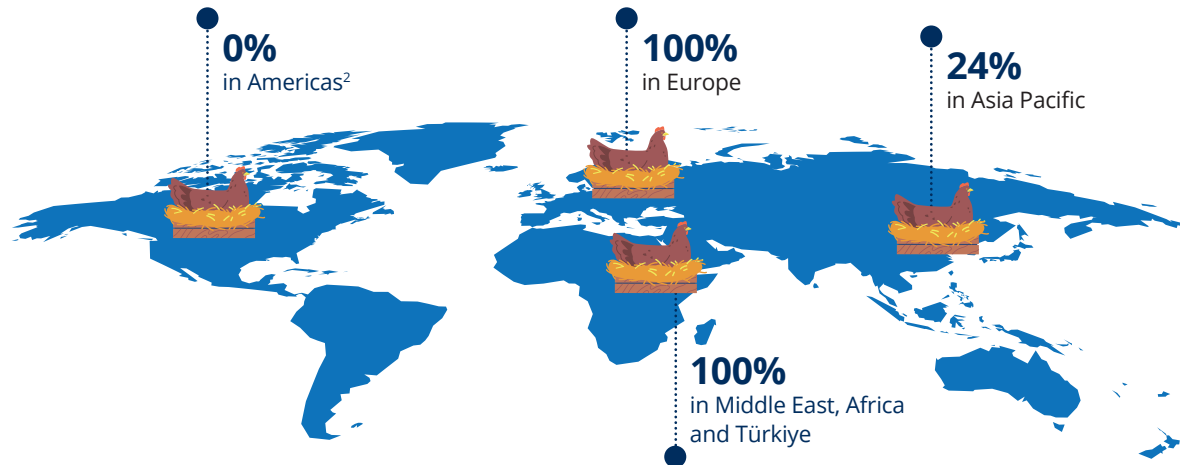 0%
in Americas²
100%
in Europe
24%
in Asia Pacific
100%
in Middle East, Africa
and Türkiye